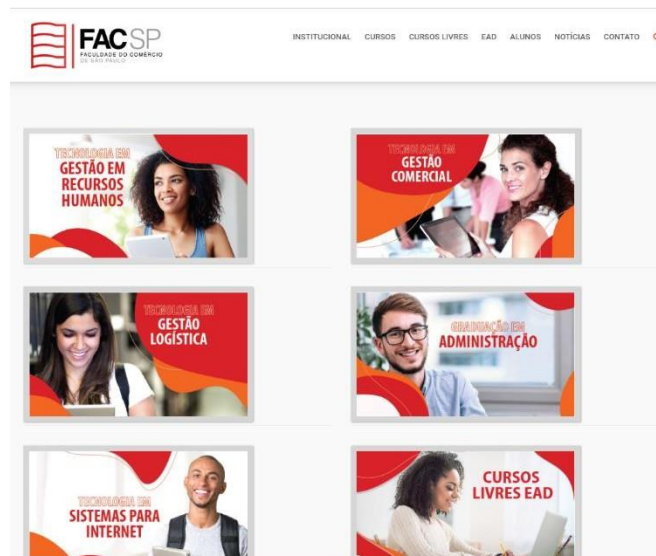 FACSP
FACULDADE DO COMÉRCIO
DE SÃO PAULO
INSTITUCIONAL CURSOS CURSOS LIVRES EAD ALUNOS NOTÍCIAS CONTATO
TECNOLOGIA EM
GESTÃO EM
RECURSOS
HUMANOS
TECNOLOGIA EM
GESTÃO
COMERCIAL
TECNOLOGIA EM
GESTÃO
LOGÍSTICA
GRADUAÇÃO EM
ADMINISTRAÇÃO
TECNOLOGIA EM
SISTEMAS PARA
INTERNET
CURSOS
LIVRES EAD